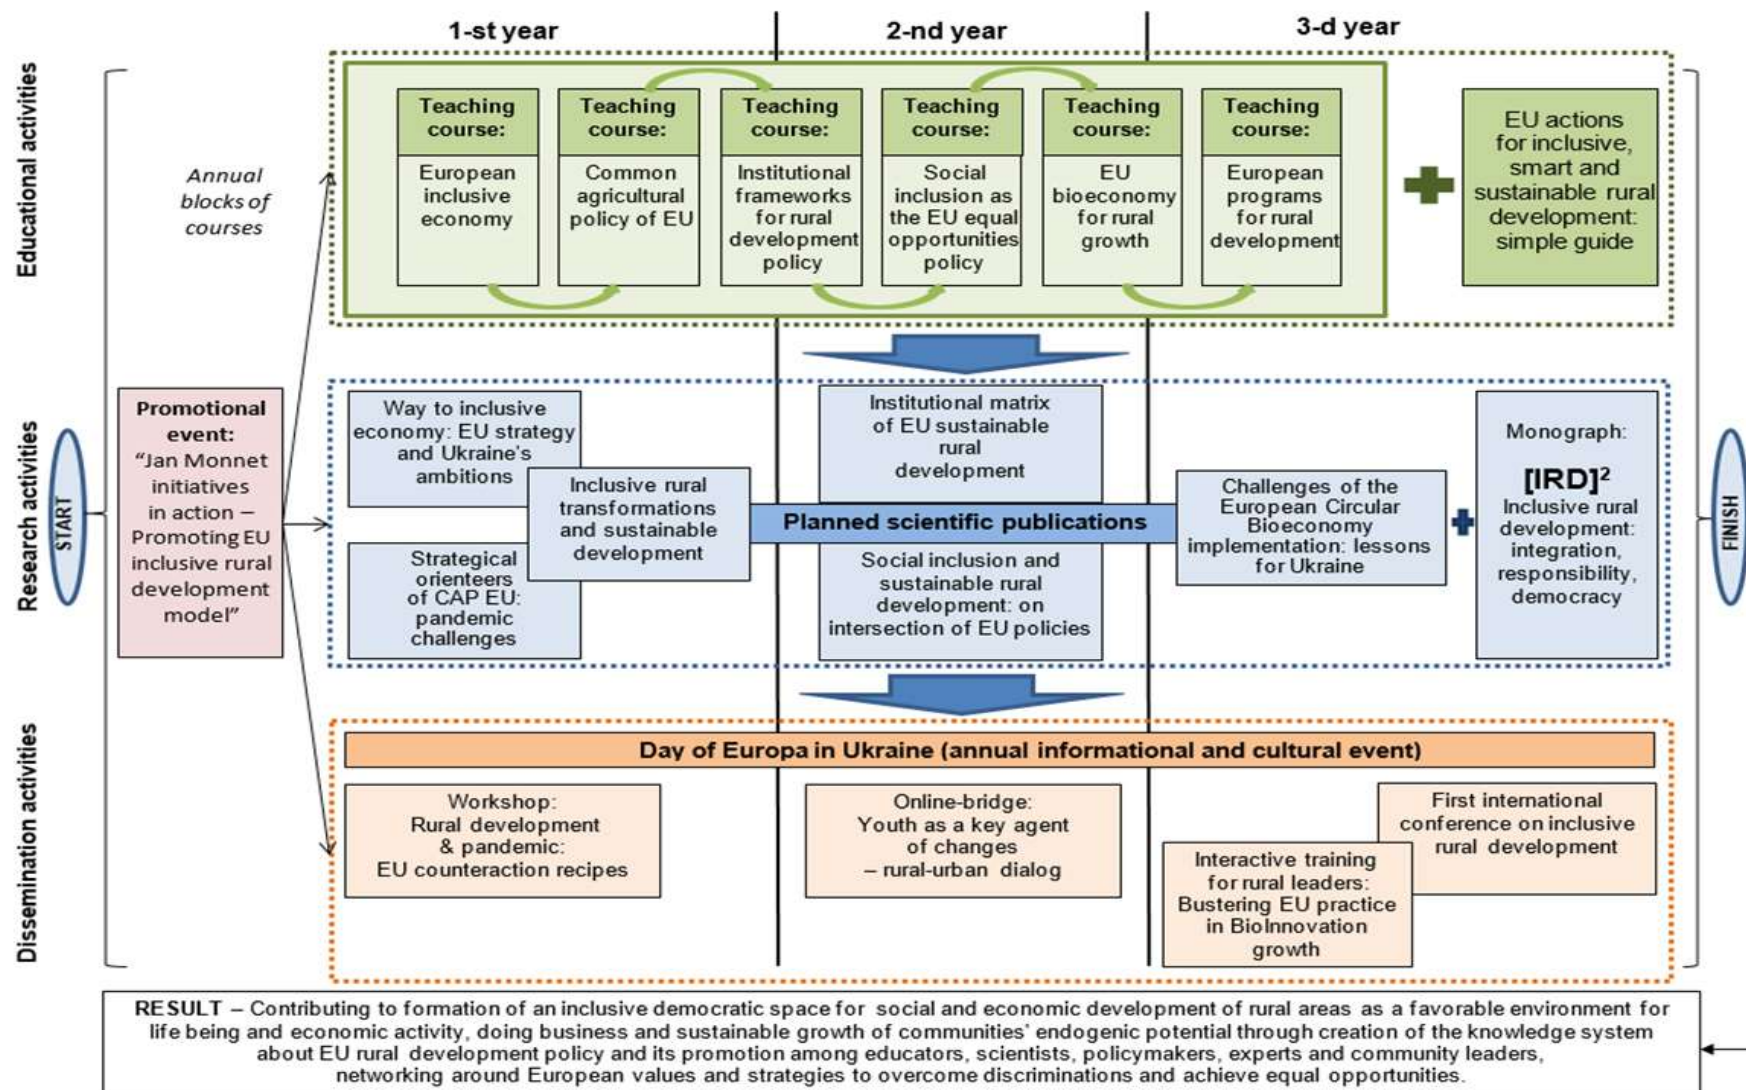 1-st year
2-nd year
3-d year
Educational activities
Annual
blocks of
courses
Teaching
course:
European
inclusive
economy
Teaching
course:
Common
agricultural
policy of EU
Teaching
course:
Institutional
frameworks
for rural
development
policy
Teaching
course:
Social
inclusion as
the EU equal
opportunities
policy
Teaching
course:
EU
bioeconomy
for rural
growth
Teaching
course:
European
programs
for rural
development
EU actions
for inclusive,
smart and
sustainable rural
development:
simple guide
Research activities
START
Promotional
event:
“Jan Monnet
initiatives
in action –
Promoting EU
inclusive rural
development
model”
Way to inclusive
economy: EU strategy
and Ukraine's
ambitions
Inclusive rural
transformations
and sustainable
development
Strategical
orienteers
of CAP EU:
pandemic
challenges
Institutional matrix
of EU sustainable
rural
development
Planned scientific publications
Social inclusion and
sustainable rural
development: on
intersection of EU policies
Challenges of the
European Circular
Bioeconomy
implementation: lessons
for Ukraine
Monograph:
[IRD]²
Inclusive rural
development:
integration,
responsibility,
democracy
FINISH
Dissemination activities
Day of Europa in Ukraine (annual informational and cultural event)
Workshop:
Rural development
& pandemic:
EU counteraction recipes
Online-bridge:
Youth as a key agent
of changes
– rural-urban dialog
First international
conference on inclusive
rural development
Interactive training
for rural leaders:
Bustering EU practice
in BioInnovation
growth
RESULT – Contributing to formation of an inclusive democratic space for social and economic development of rural areas as a favorable environment for
life being and economic activity, doing business and sustainable growth of communities' endogenic potential through creation of the knowledge system
about EU rural development policy and its promotion among educators, scientists, policymakers, experts and community leaders,
networking around European values and strategies to overcome discriminations and achieve equal opportunities.